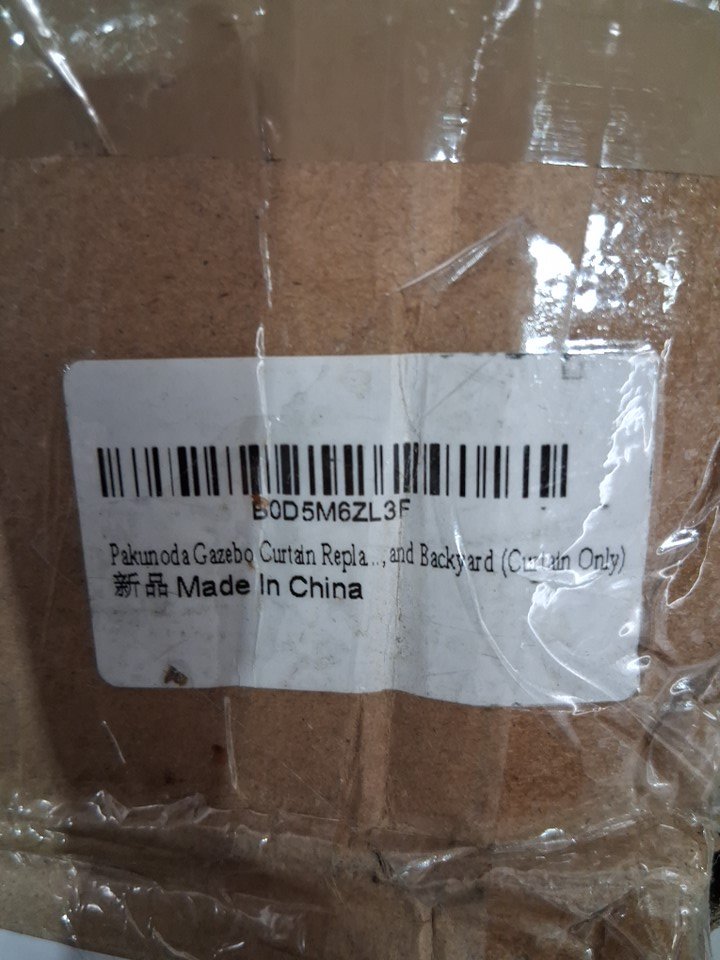 B0D5M6ZL3F
Pakunoda Gazebo Curtain Repla..., and Backyard (Curtain Only)
新品 Made In China